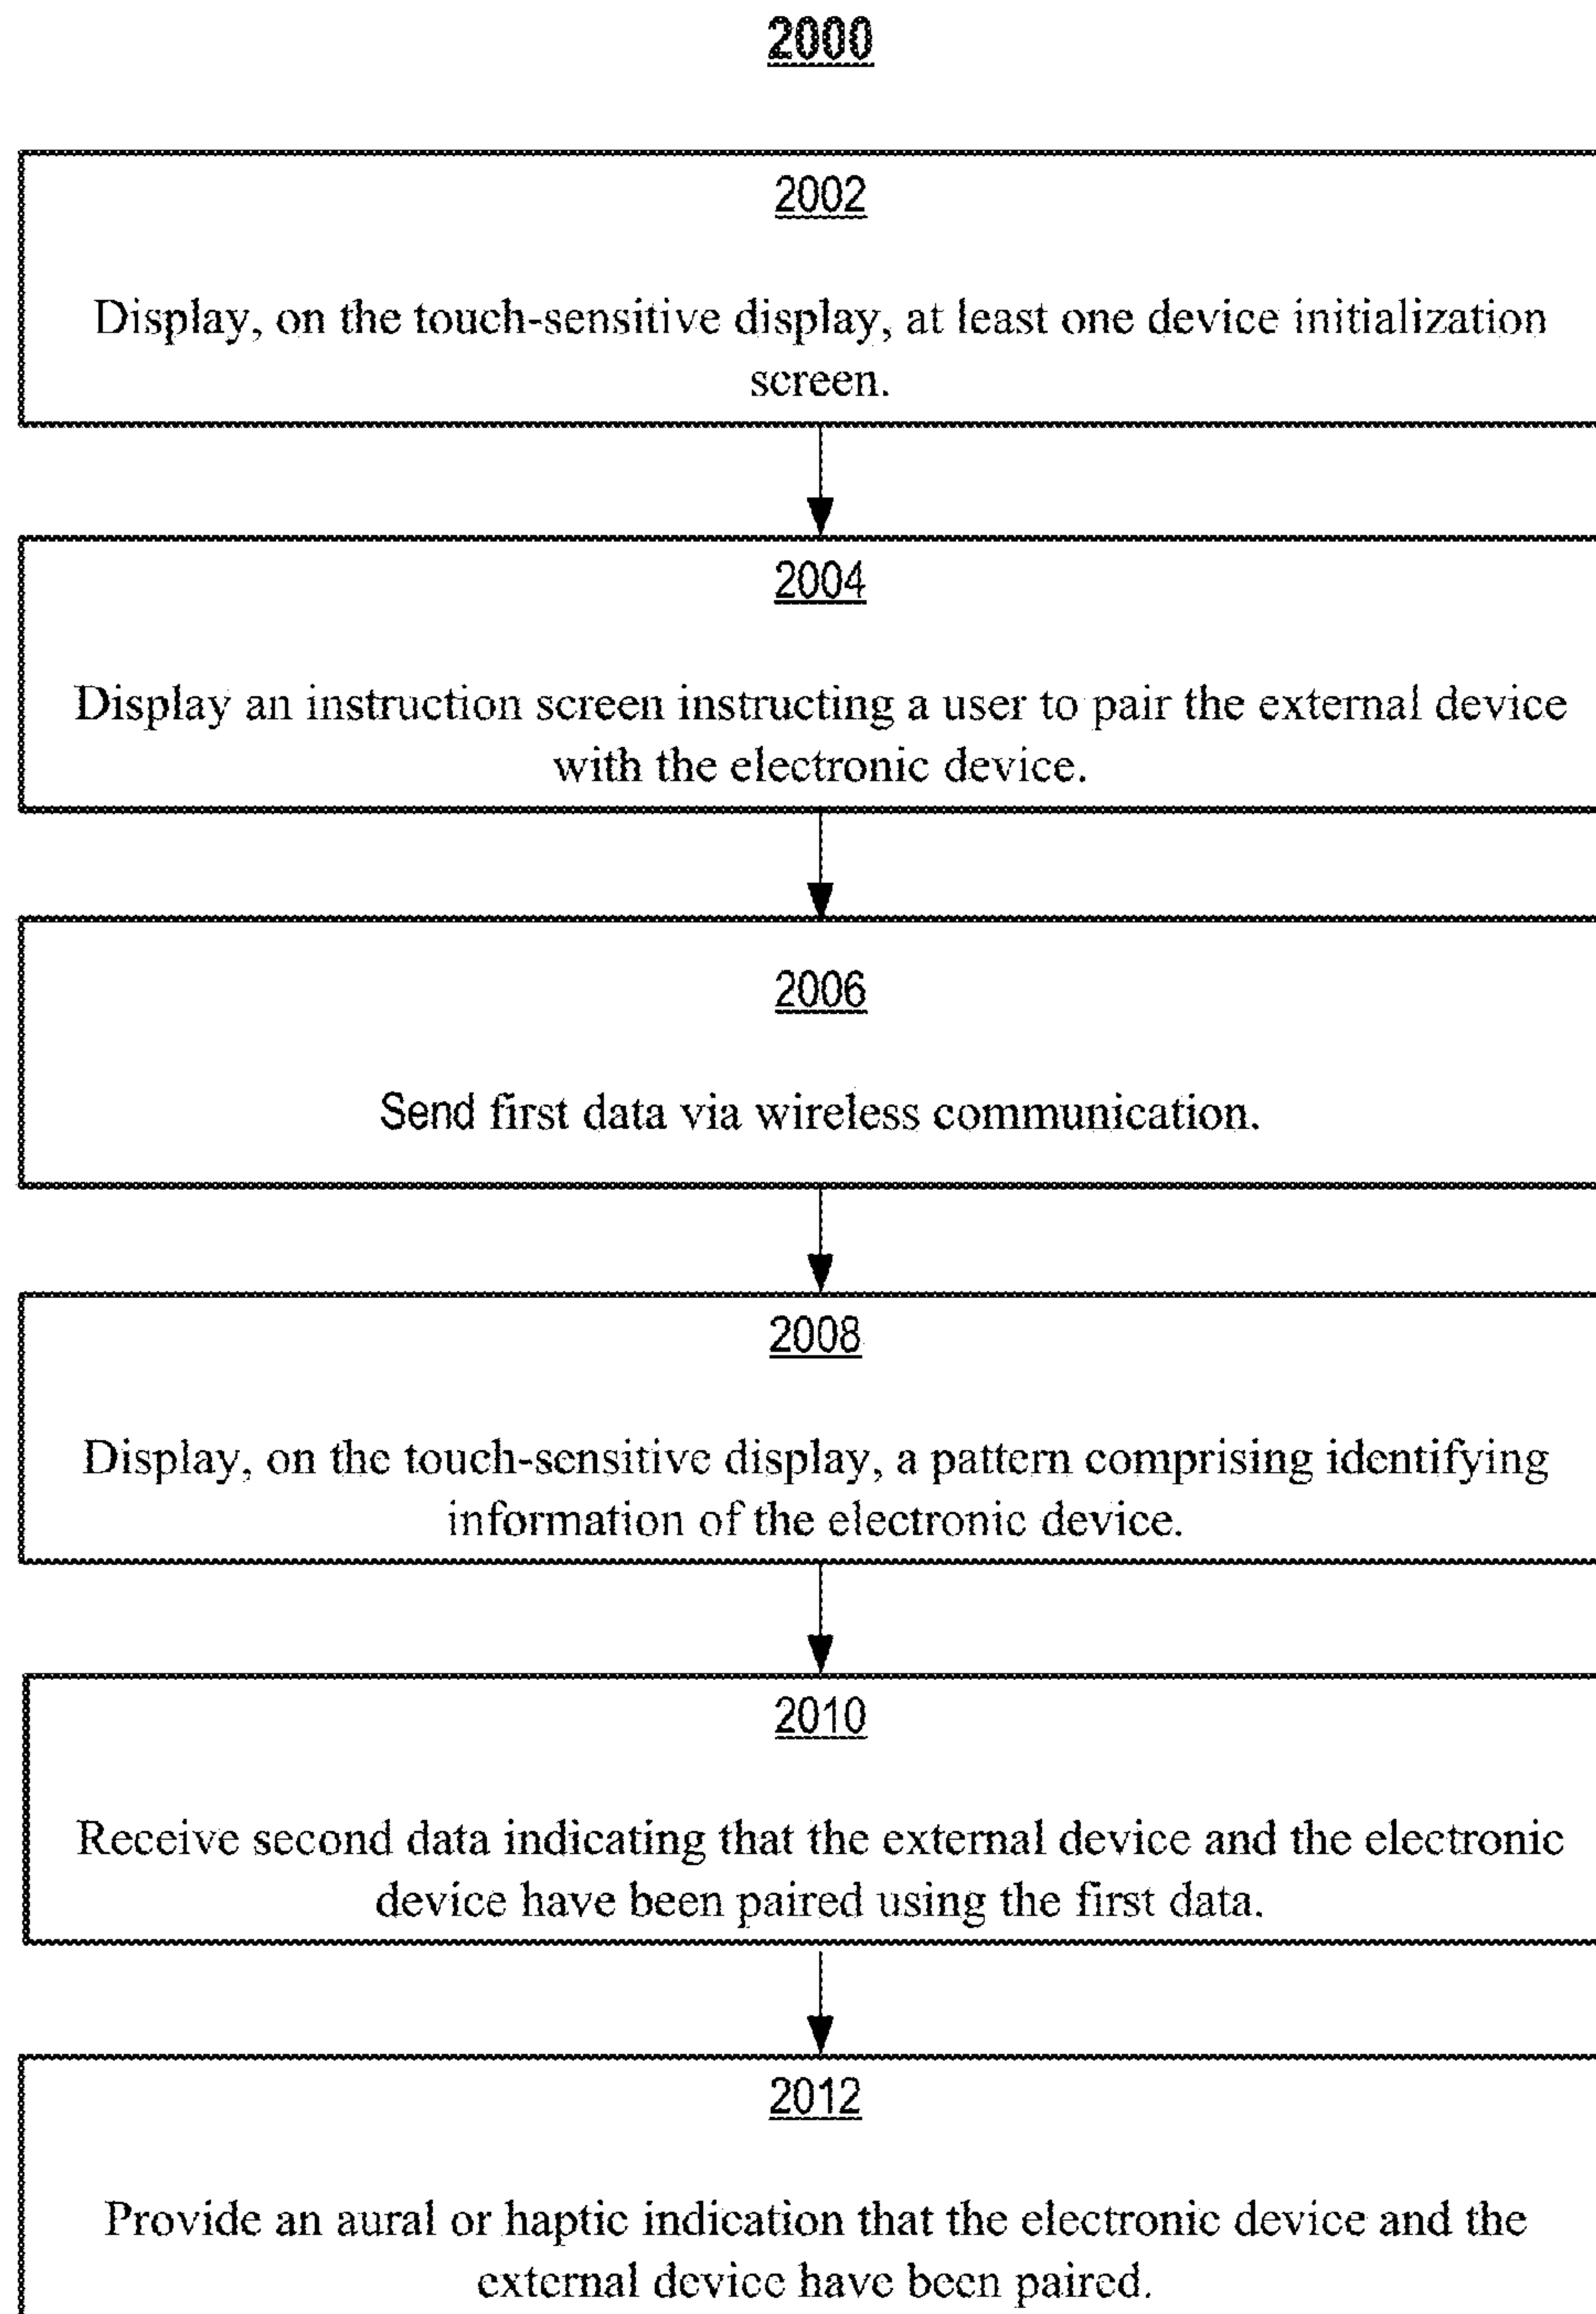 2000
2002
Display, on the touch-sensitive display, at least one device initialization
screen.
2004
Display an instruction screen instructing a user to pair the external device
with the electronic device.
2006
Send first data via wireless communication.
2008
Display, on the touch-sensitive display, a pattern comprising identifying
information of the electronic device.
2010
Receive second data indicating that the external device and the electronic
device have been paired using the first data.
2012
Provide an aural or haptic indication that the electronic device and the
external device have been paired.